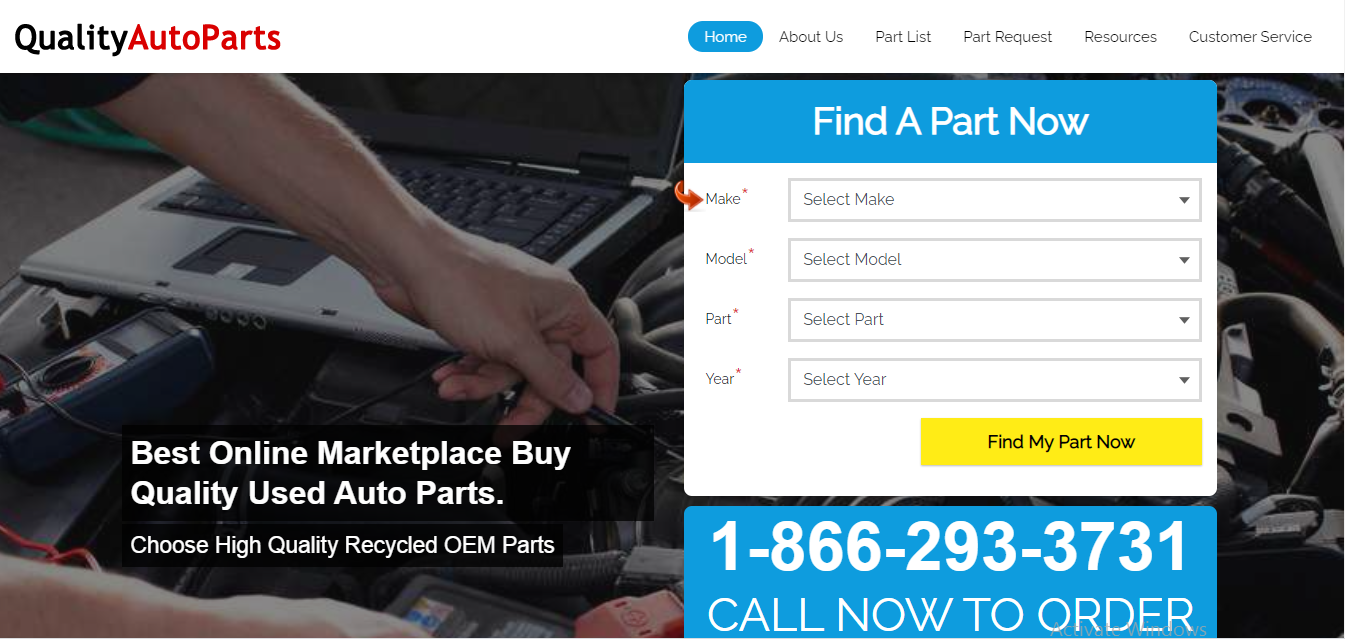 QualityAutoParts
Home About Us Part List Part Request Resources Customer Service
Find A Part Now
Make* Select Make
Model* Select Model
Part* Select Part
Year* Select Year
Find My Part Now
Best Online Marketplace Buy
Quality Used Auto Parts.
Choose High Quality Recycled OEM Parts
1-866-293-3731
CALL NOW TO ORDER
Activate Windows